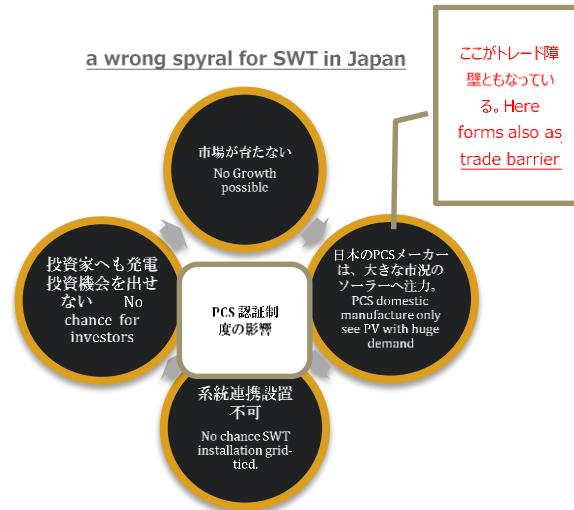 a wrong spyral for SWT in Japan
ここがトレード障
壁ともなってい
る。Here
forms also as
trade barrier
市場が育たない
No Growth
possible
日本のPCSメーカー
は、大きな市況の
ソーラーへ注力。
PCS domestic
manufacture only
see PV with huge
demand
系統連携設置
不可
No chance SWT
installation grid-
tied.
投資家へも発電
投資機会を出せ
ない No
chance for
investors
PCS 認証制
度の影響